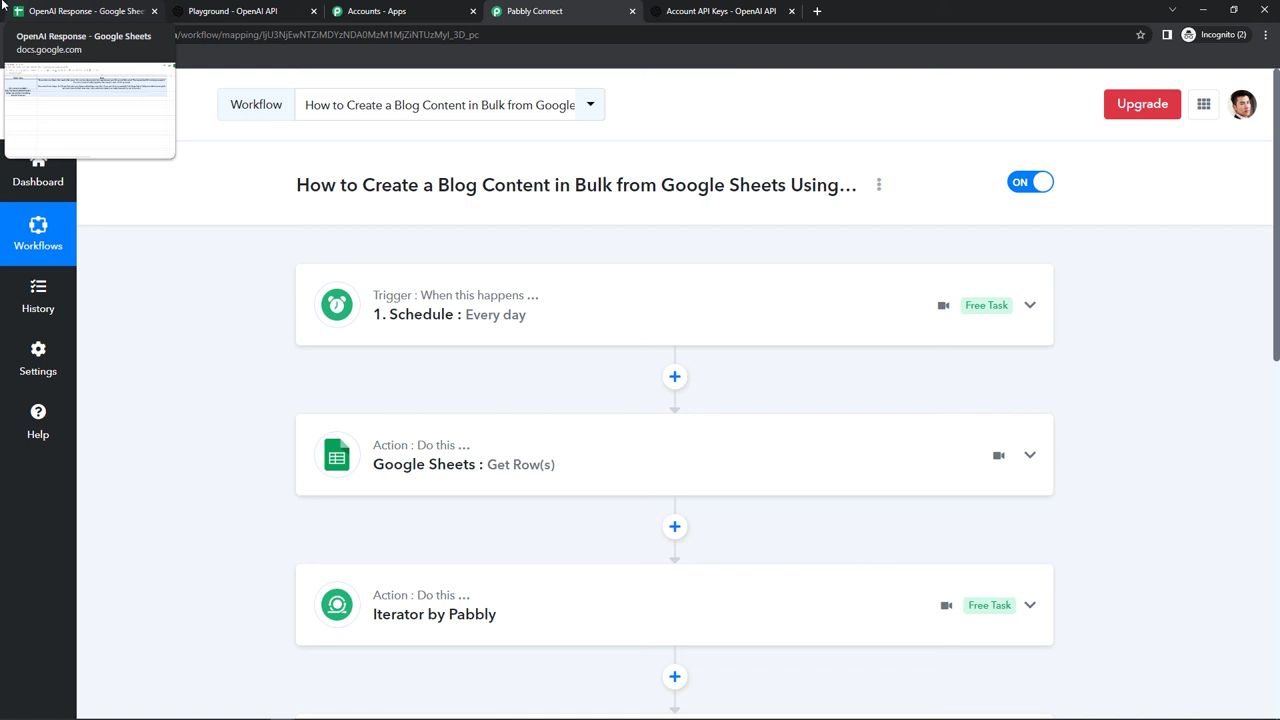 OpenAI Response - Google Shee
Playground - OpenAI API
Accounts - Apps
Pabbly Connect
Account API Keys - OpenAI API
OpenAI Response - Google Sheets
docs.google.com
Incognito (2)
Workflow
How to Create a Blog Content in Bulk from Google
Upgrade
Dashboard
Workflows
History
Settings
Help
How to Create a Blog Content in Bulk from Google Sheets Using...
ON
Trigger : When this happens ...
1. Schedule : Every day
Free Task
Action : Do this ...
Google Sheets : Get Row(s)
Action : Do this ...
Iterator by Pabbly
Free Task